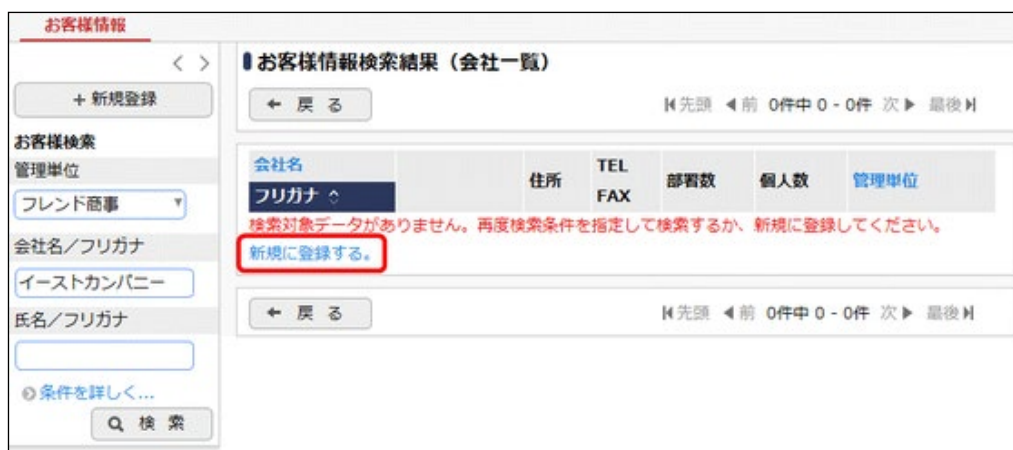 お客様情報
< >
+ 新規登録
お客様検索
管理単位
フレンド商事
会社名/フリガナ
イーストカンパニー
氏名/フリガナ
条件を詳しく...
検 索
お客様情報検索結果（会社一覧）
← 戻 る
先頭 ◀前 0件中 0 - 0件 次▶ 最後
会社名
フリガナ
住所
TEL
FAX
部署数
個人数
管理単位
検索対象データがありません。再度検索条件を指定して検索するか、新規に登録してください。
新規に登録する。
← 戻 る
先頭 ◀前 0件中 0 - 0件 次▶ 最後